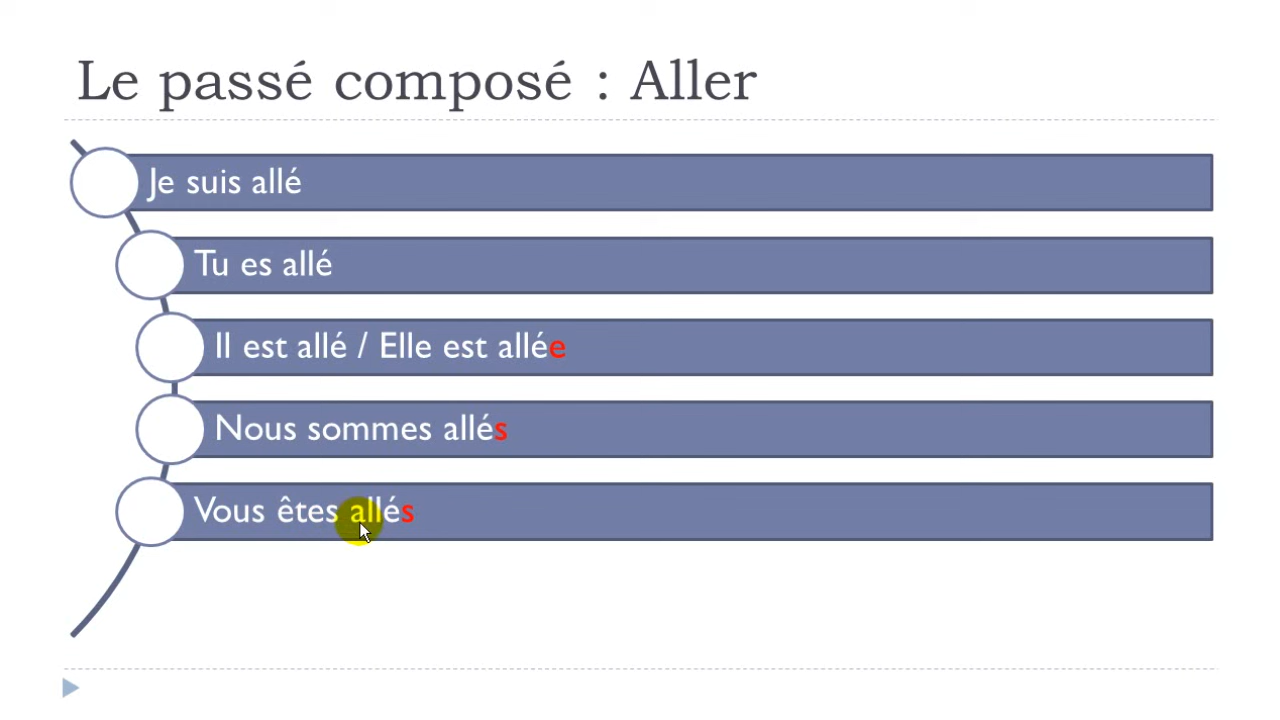 Le passé composé : Aller
Je suis allé
Tu es allé
Il est allé / Elle est allée
Nous sommes allés
Vous êtes allés